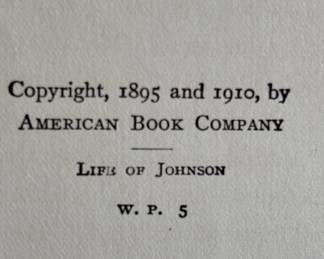 Copyright, 1895 and 1910, by
American Book Company
Life of Johnson
W. P. 5